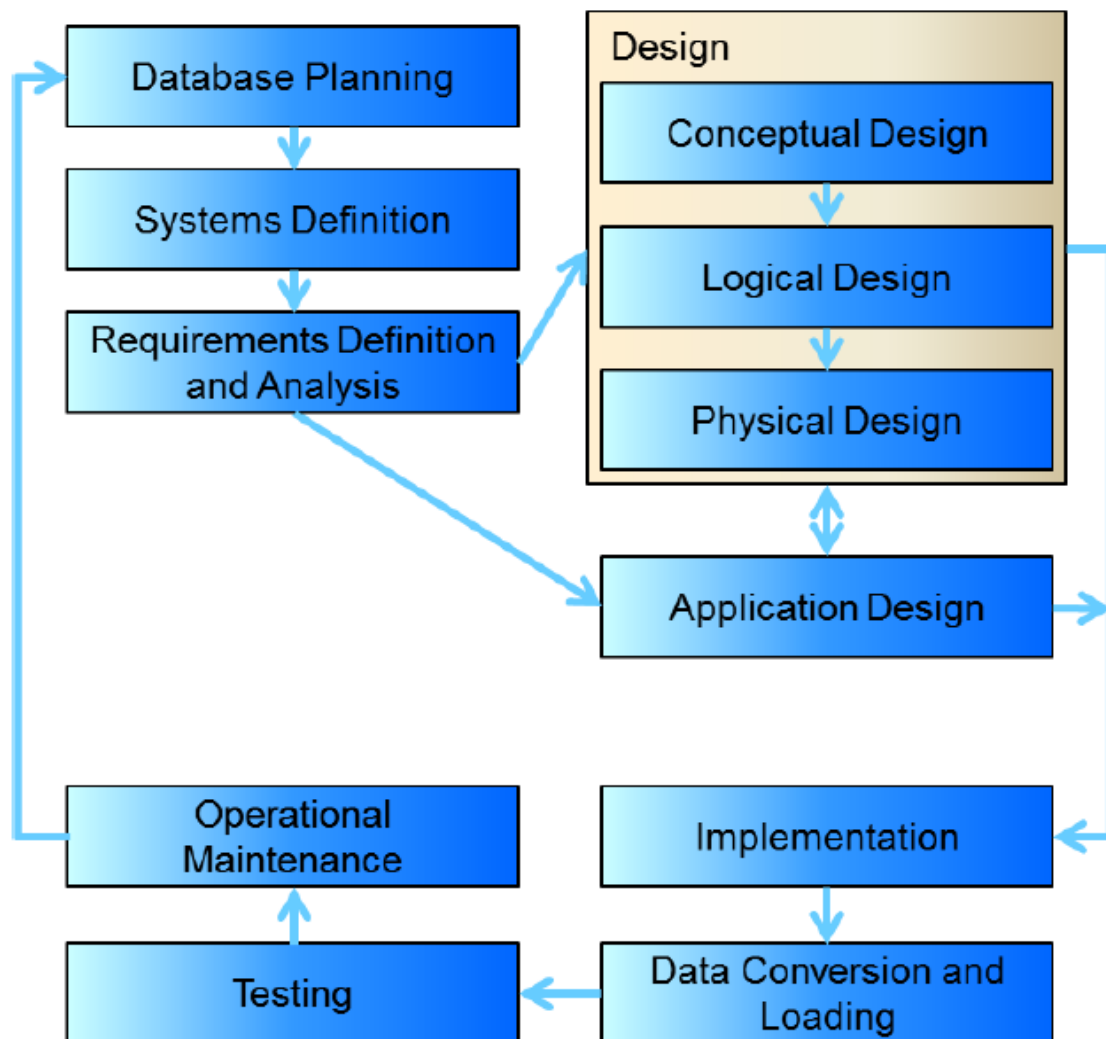 Database Planning
Systems Definition
Requirements Definition
and Analysis
Design
Conceptual Design
Logical Design
Physical Design
Application Design
Operational
Maintenance
Implementation
Testing
Data Conversion and
Loading